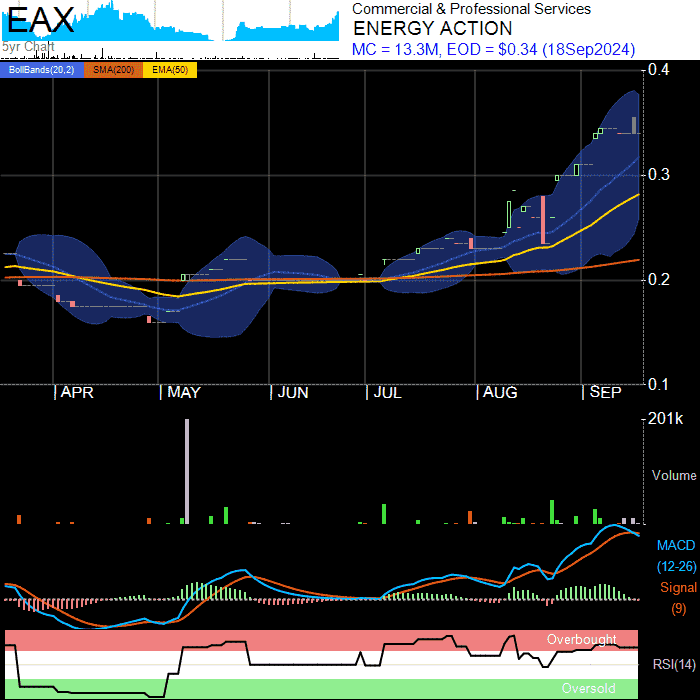 EAX
5yr Chart
Commercial & Professional Services
ENERGY ACTION
MC = 13.3M, EOD = $0.34 (18Sep2024)
BollBands(20,2) SMA(200) EMA(50)
0.4
0.3
0.2
0.1
APR MAY JUN JUL AUG SEP
201k
Volume
MACD
(12-26)
Signal
(9)
Overbought
RSI(14)
Oversold